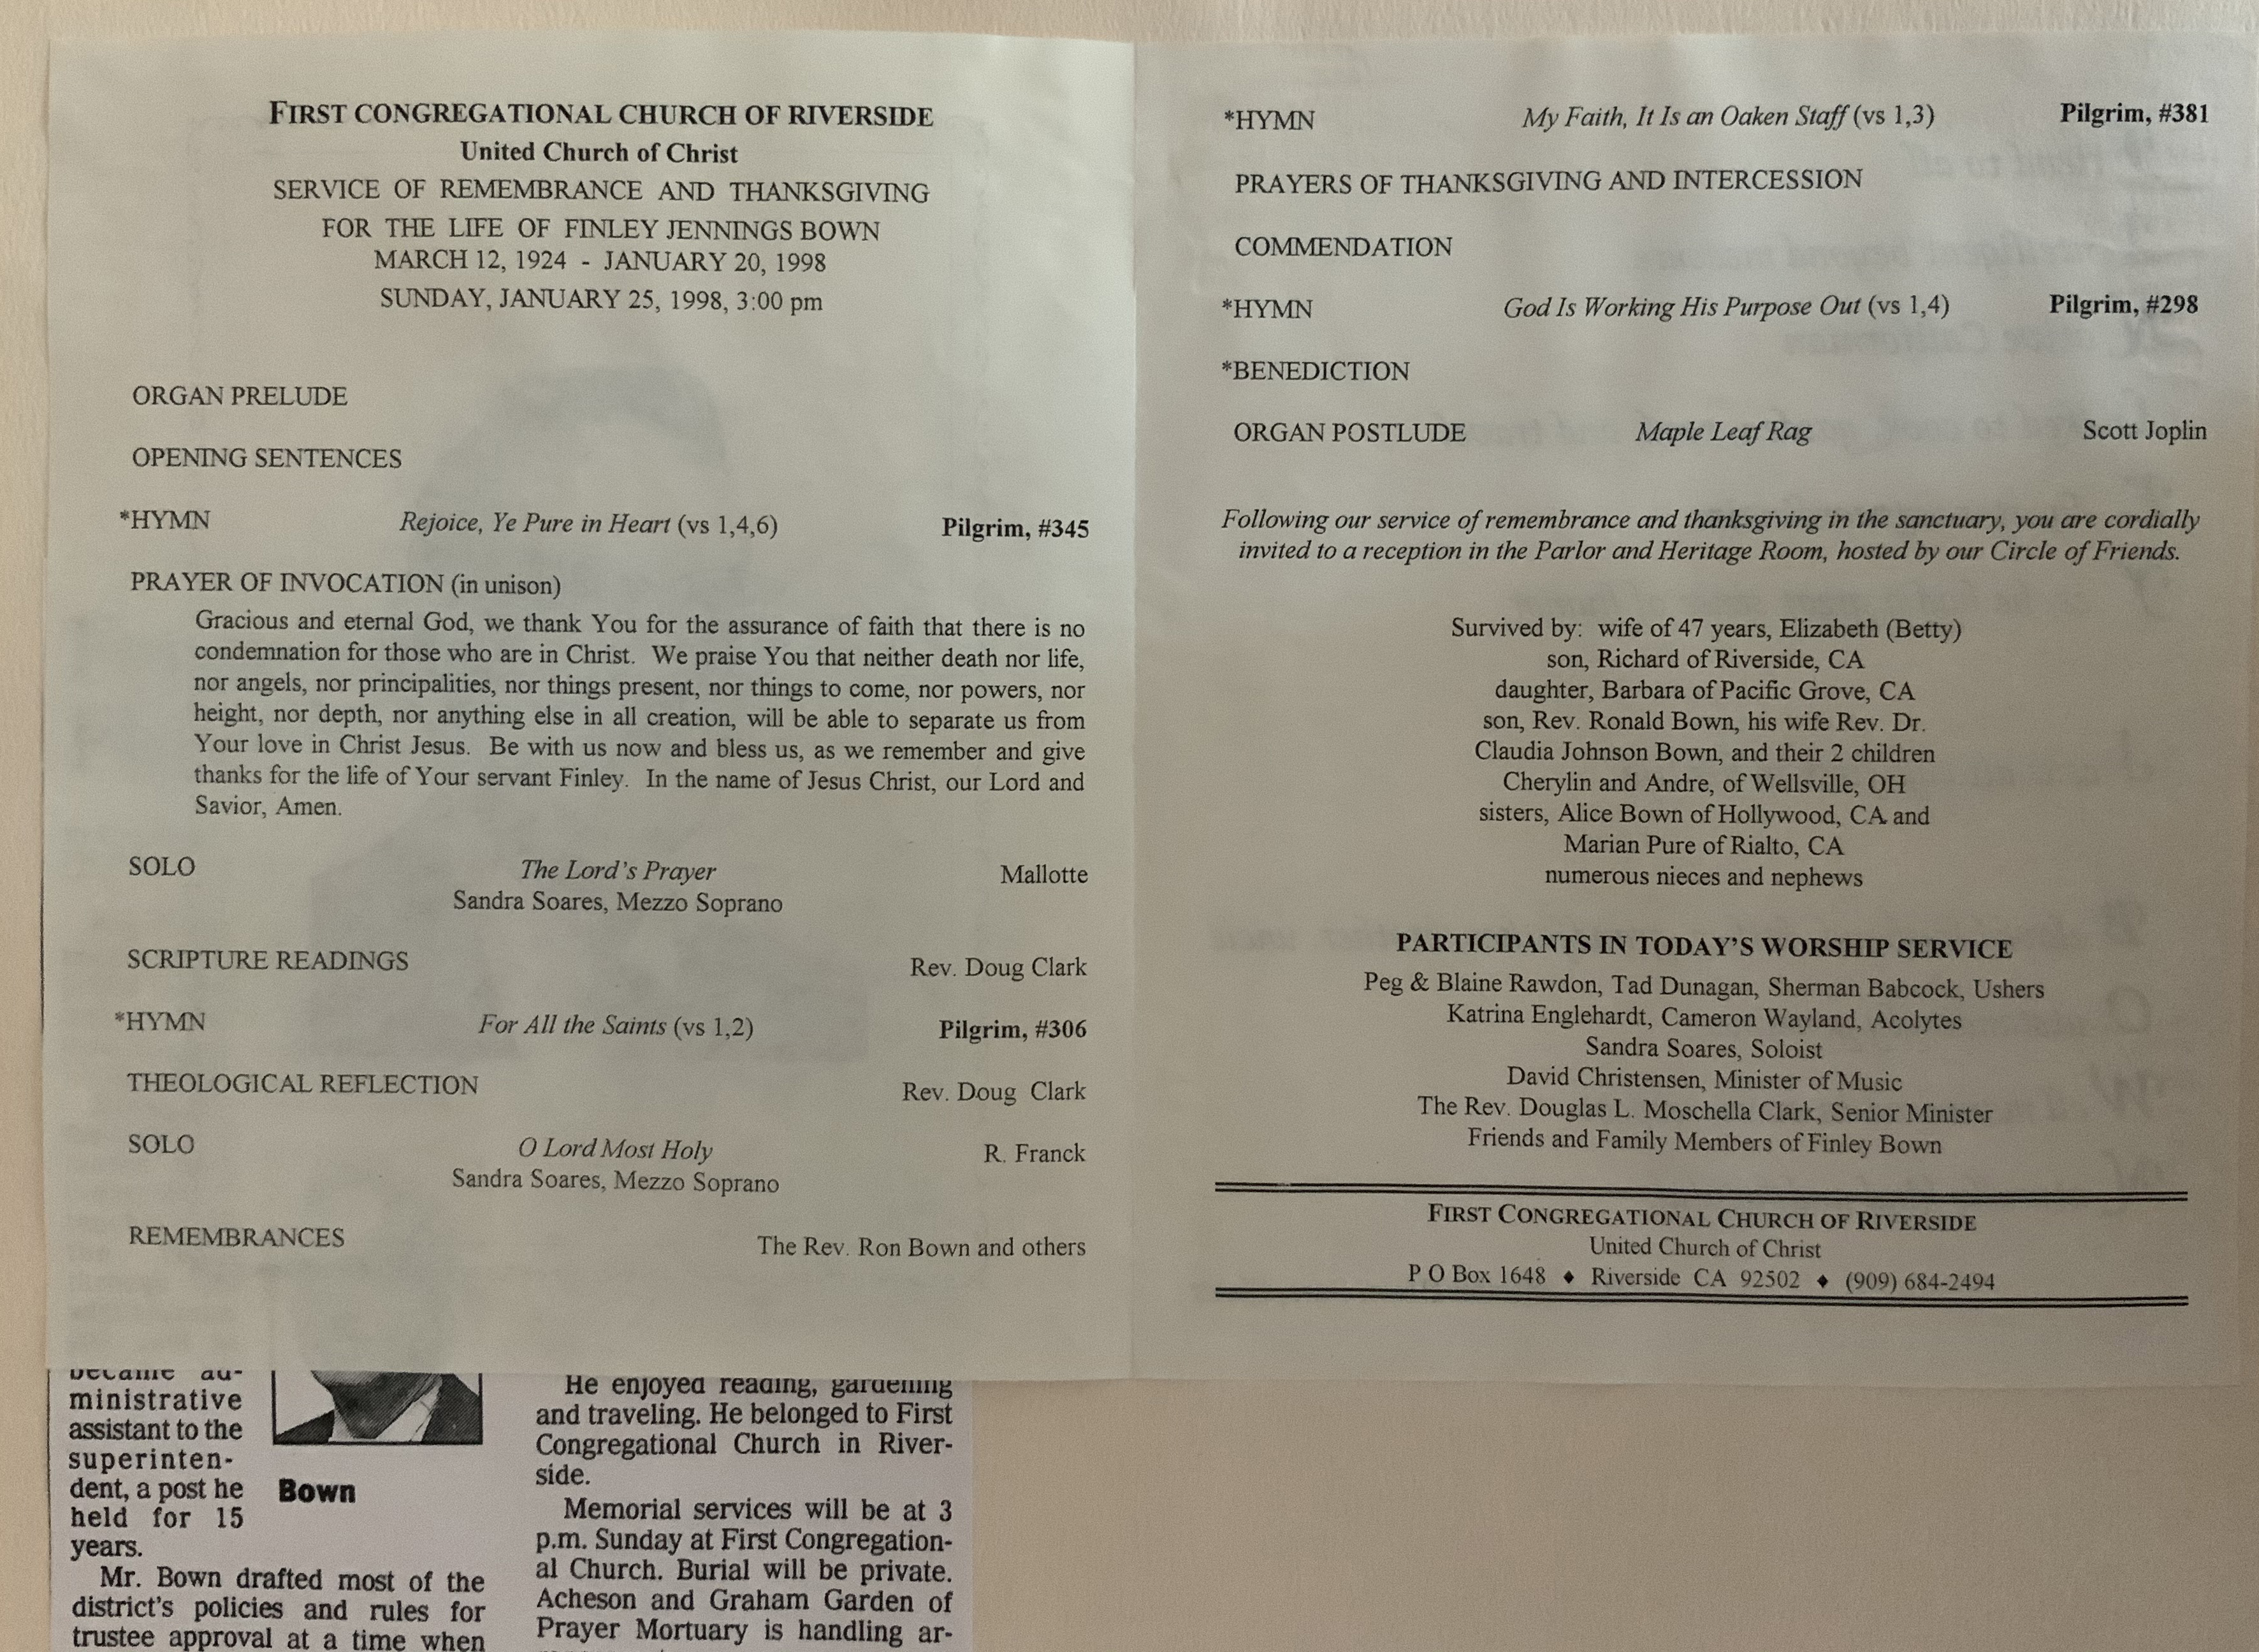 FIRST CONGREGATIONAL CHURCH OF RIVERSIDE
United Church of Christ
SERVICE OF REMEMBRANCE AND THANKSGIVING
FOR THE LIFE OF FINLEY JENNINGS BOWN
MARCH 12, 1924 - JANUARY 20, 1998
SUNDAY, JANUARY 25, 1998, 3:00 pm
ORGAN PRELUDE
OPENING SENTENCES
*HYMN Rejoice, Ye Pure in Heart (vs 1,4,6) Pilgrim, #345
PRAYER OF INVOCATION (in unison)
Gracious and eternal God, we thank You for the assurance of faith that there is no
condemnation for those who are in Christ. We praise You that neither death nor life,
nor angels, nor principalities, nor things present, nor things to come, nor powers, nor
height, nor depth, nor anything else in all creation, will be able to separate us from
Your love in Christ Jesus. Be with us now and bless us, as we remember and give
thanks for the life of Your servant Finley. In the name of Jesus Christ, our Lord and
Savior, Amen.
SOLO The Lord's Prayer Mallotte
Sandra Soares, Mezzo Soprano
SCRIPTURE READINGS Rev. Doug Clark
*HYMN For All the Saints (vs 1,2) Pilgrim, #306
THEOLOGICAL REFLECTION Rev. Doug Clark
SOLO O Lord Most Holy R. Franck
Sandra Soares, Mezzo Soprano
REMEMBRANCES The Rev. Ron Bown and others
*HYMN My Faith, It Is an Oaken Staff (vs 1,3) Pilgrim, #381
PRAYERS OF THANKSGIVING AND INTERCESSION
COMMENDATION
*HYMN God Is Working His Purpose Out (vs 1,4) Pilgrim, #298
*BENEDICTION
ORGAN POSTLUDE Maple Leaf Rag Scott Joplin
Following our service of remembrance and thanksgiving in the sanctuary, you are cordially
invited to a reception in the Parlor and Heritage Room, hosted by our Circle of Friends.
Survived by: wife of 47 years, Elizabeth (Betty)
son, Richard of Riverside, CA
daughter, Barbara of Pacific Grove, CA
son, Rev. Ronald Bown, his wife Rev. Dr.
Claudia Johnson Bown, and their 2 children
Cherylin and Andre, of Wellsville, OH
sisters, Alice Bown of Hollywood, CA and
Marian Pure of Rialto, CA
numerous nieces and nephews
PARTICIPANTS IN TODAY'S WORSHIP SERVICE
Peg & Blaine Rawdon, Tad Dunagan, Sherman Babcock, Ushers
Katrina Englehardt, Cameron Wayland, Acolytes
Sandra Soares, Soloist
David Christensen, Minister of Music
The Rev. Douglas L. Moschella Clark, Senior Minister
Friends and Family Members of Finley Bown
FIRST CONGREGATIONAL CHURCH OF RIVERSIDE
United Church of Christ
P O Box 1648 ♦ Riverside CA 92502 ♦ (909) 684-2494
became ad-
ministrative
assistant to the
superinten-
dent, a post he
held for 15
years.
Bown
Mr. Bown drafted most of the
district's policies and rules for
trustee approval at a time when
He enjoyed reading, gardening
and traveling. He belonged to First
Congregational Church in River-
side.
Memorial services will be at 3
p.m. Sunday at First Congregation-
al Church. Burial will be private.
Acheson and Graham Garden of
Prayer Mortuary is handling ar-